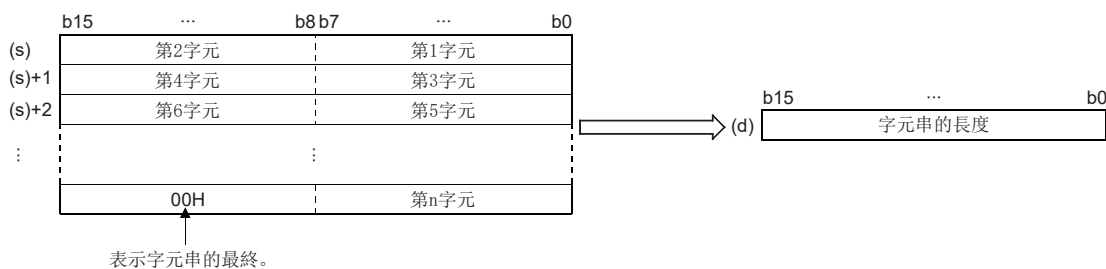 b15 … b8 b7 … b0
(s) 第2字元 第1字元
(s)+1 第4字元 第3字元
(s)+2 第6字元 第5字元
b15 … b0
(d) 字元串的長度
⋮ ⋮
00H 第n字元
表示字元串的最終。